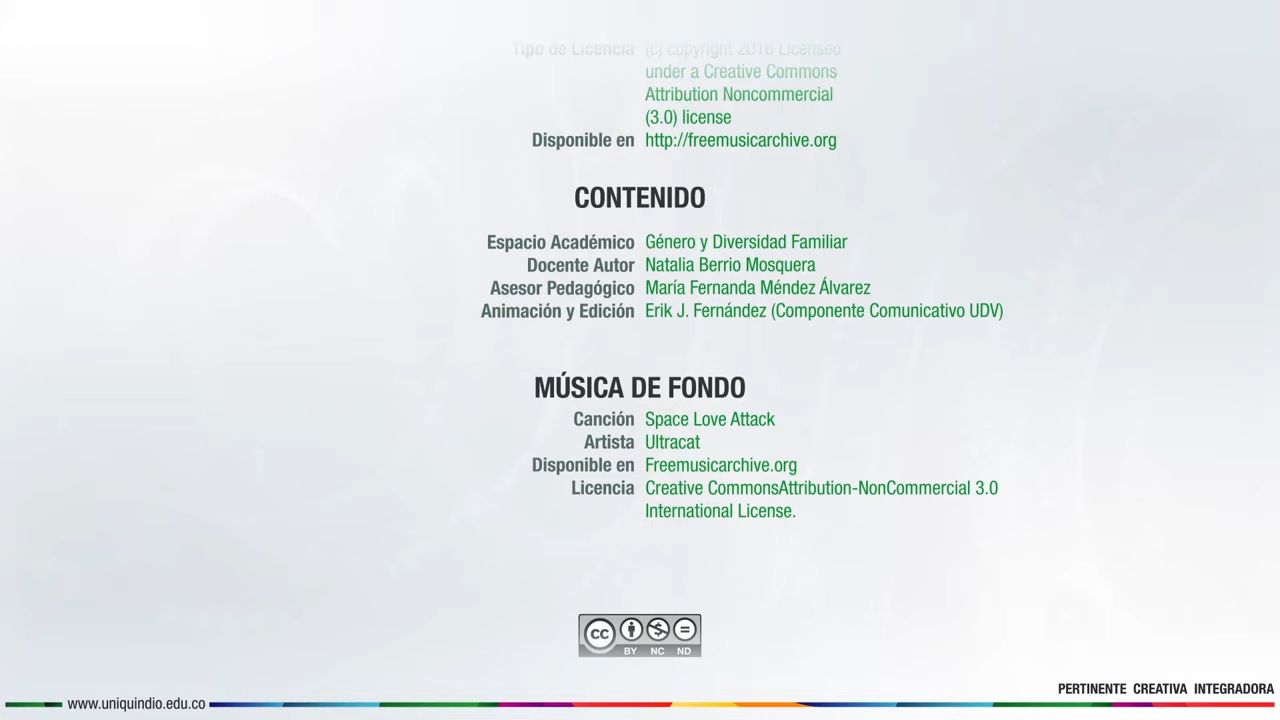 Tipo de Licencia (c) copyright 2016 Licensed
under a Creative Commons
Attribution Noncommercial
(3.0) license
Disponible en http://freemusicarchive.org
CONTENIDO
Espacio Académico Género y Diversidad Familiar
Docente Autor Natalia Berrio Mosquera
Asesor Pedagógico María Fernanda Méndez Álvarez
Animación y Edición Erik J. Fernández (Componente Comunicativo UDV)
MÚSICA DE FONDO
Canción Space Love Attack
Artista Ultracat
Disponible en Freemusicarchive.org
Licencia Creative CommonsAttribution-NonCommercial 3.0
International License.
cc
BY NC ND
PERTINENTE CREATIVA INTEGRADORA
www.uniquindio.edu.co